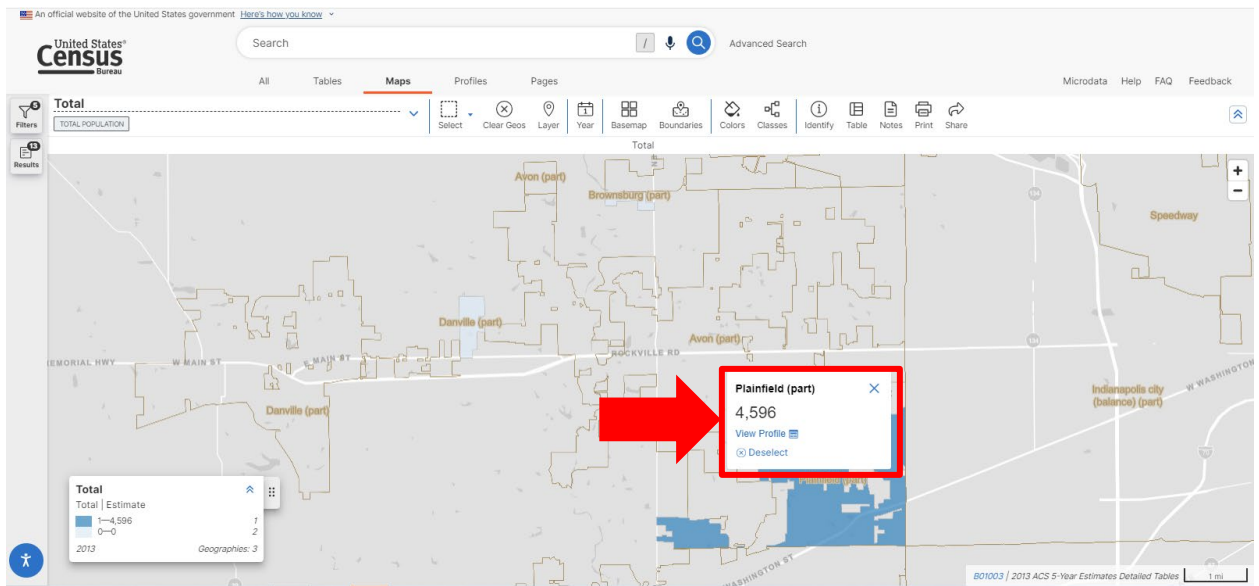 An official website of the United States government Here's how you know
United States®
Census
Bureau
Search
/
Advanced Search
All Tables Maps Profiles Pages
Microdata Help FAQ Feedback
5
Filters
13
Results
Total
TOTAL POPULATION
Select Clear Geos Layer Year Basemap Boundaries Colors Classes Identify Table Notes Print Share
Total
Avon (part)
Brownsburg (part)
Speedway
Danville (part)
Avon (part)
ROCKVILLE RD
EMORIAL HWY W MAIN ST E MAIN ST
W WASHINGTON
Danville (part)
Indianapolis city
(balance) (part)
Plainfield (part)
4,596
View Profile
Deselect
Plainfield (part)
Total
Total | Estimate
1—4,596 1
0—0 2
2013 Geographies: 3
WASHINGTON ST
B01003 | 2013 ACS 5-Year Estimates Detailed Tables 1 mi
+
−